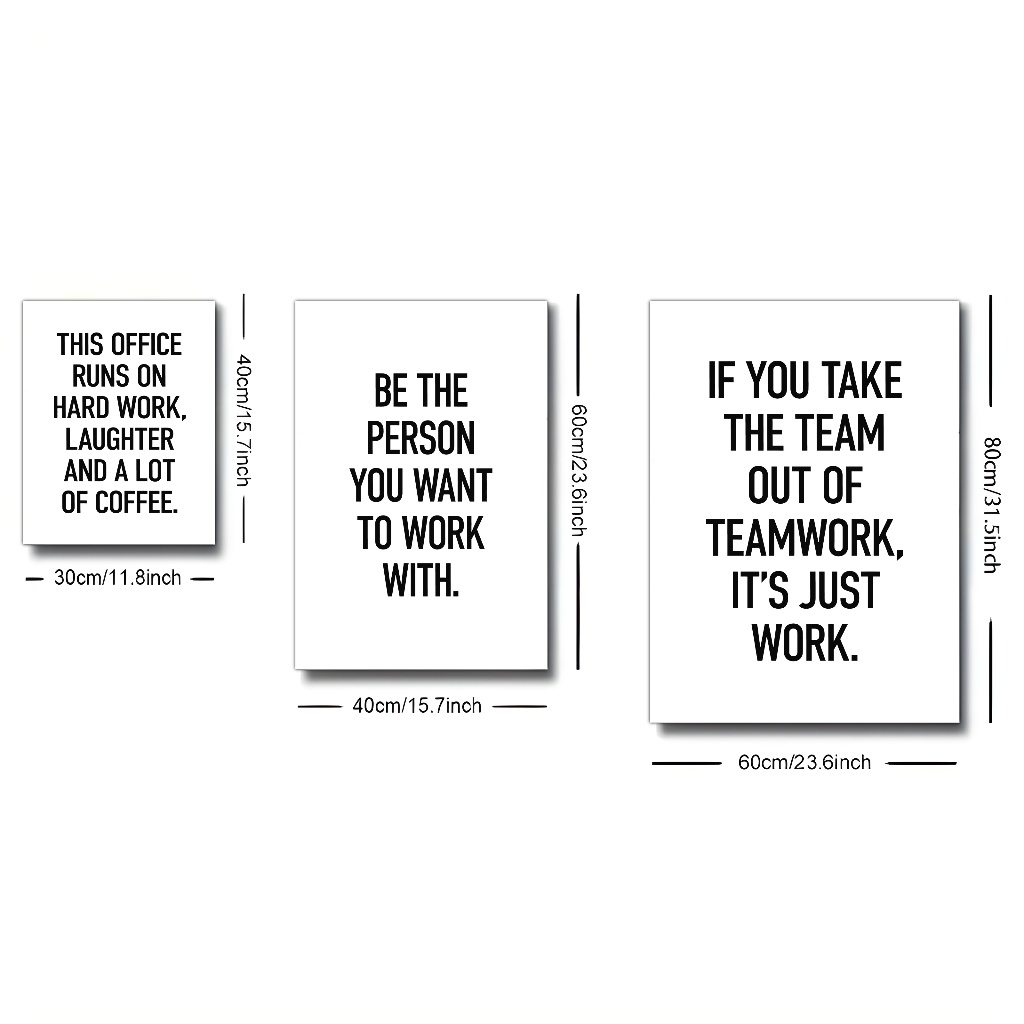 THIS OFFICE
RUNS ON
HARD WORK,
LAUGHTER
AND A LOT
OF COFFEE.
40cm/15.7inch
30cm/11.8inch
BE THE
PERSON
YOU WANT
TO WORK
WITH.
60cm/23.6inch
40cm/15.7inch
IF YOU TAKE
THE TEAM
OUT OF
TEAMWORK,
IT'S JUST
WORK.
80cm/31.5inch
60cm/23.6inch